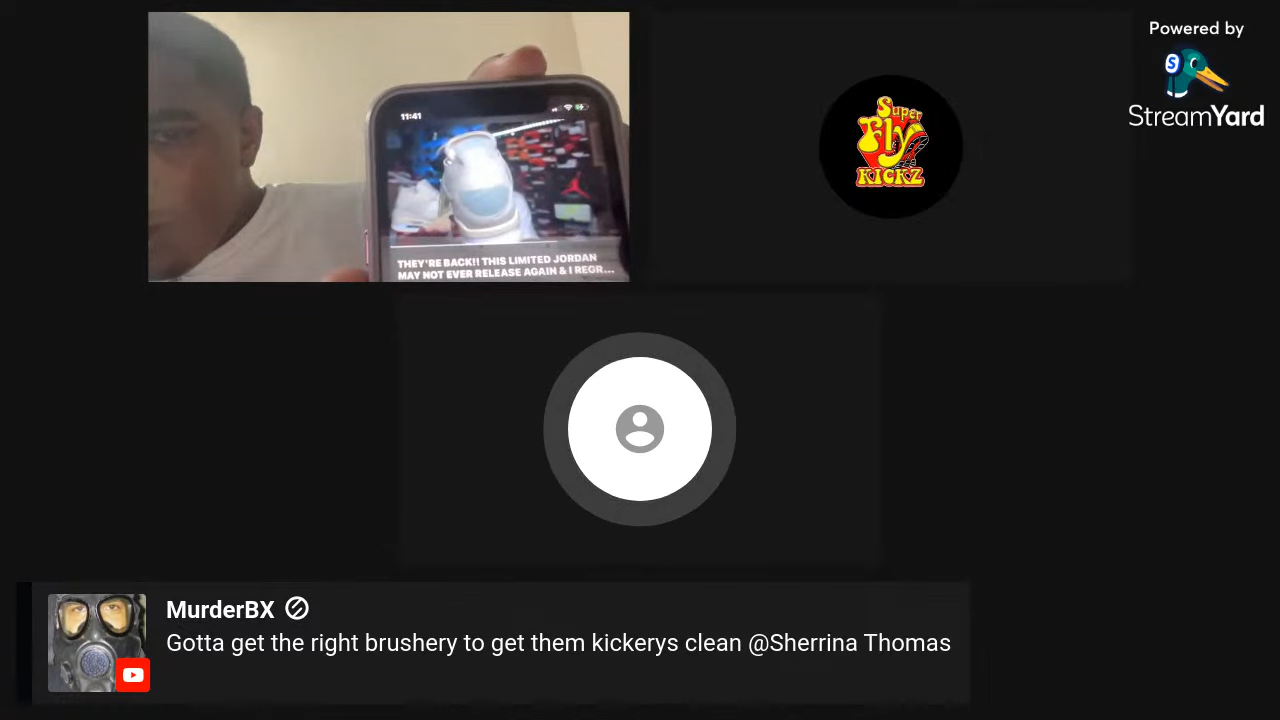 Powered by
StreamYard
11:41
THEY'RE BACK!! THIS LIMITED JORDAN
MAY NOT EVER RELEASE AGAIN & I REGR...
Super
Fly
KICKZ
MurderBX
Gotta get the right brushery to get them kickerys clean @Sherrina Thomas